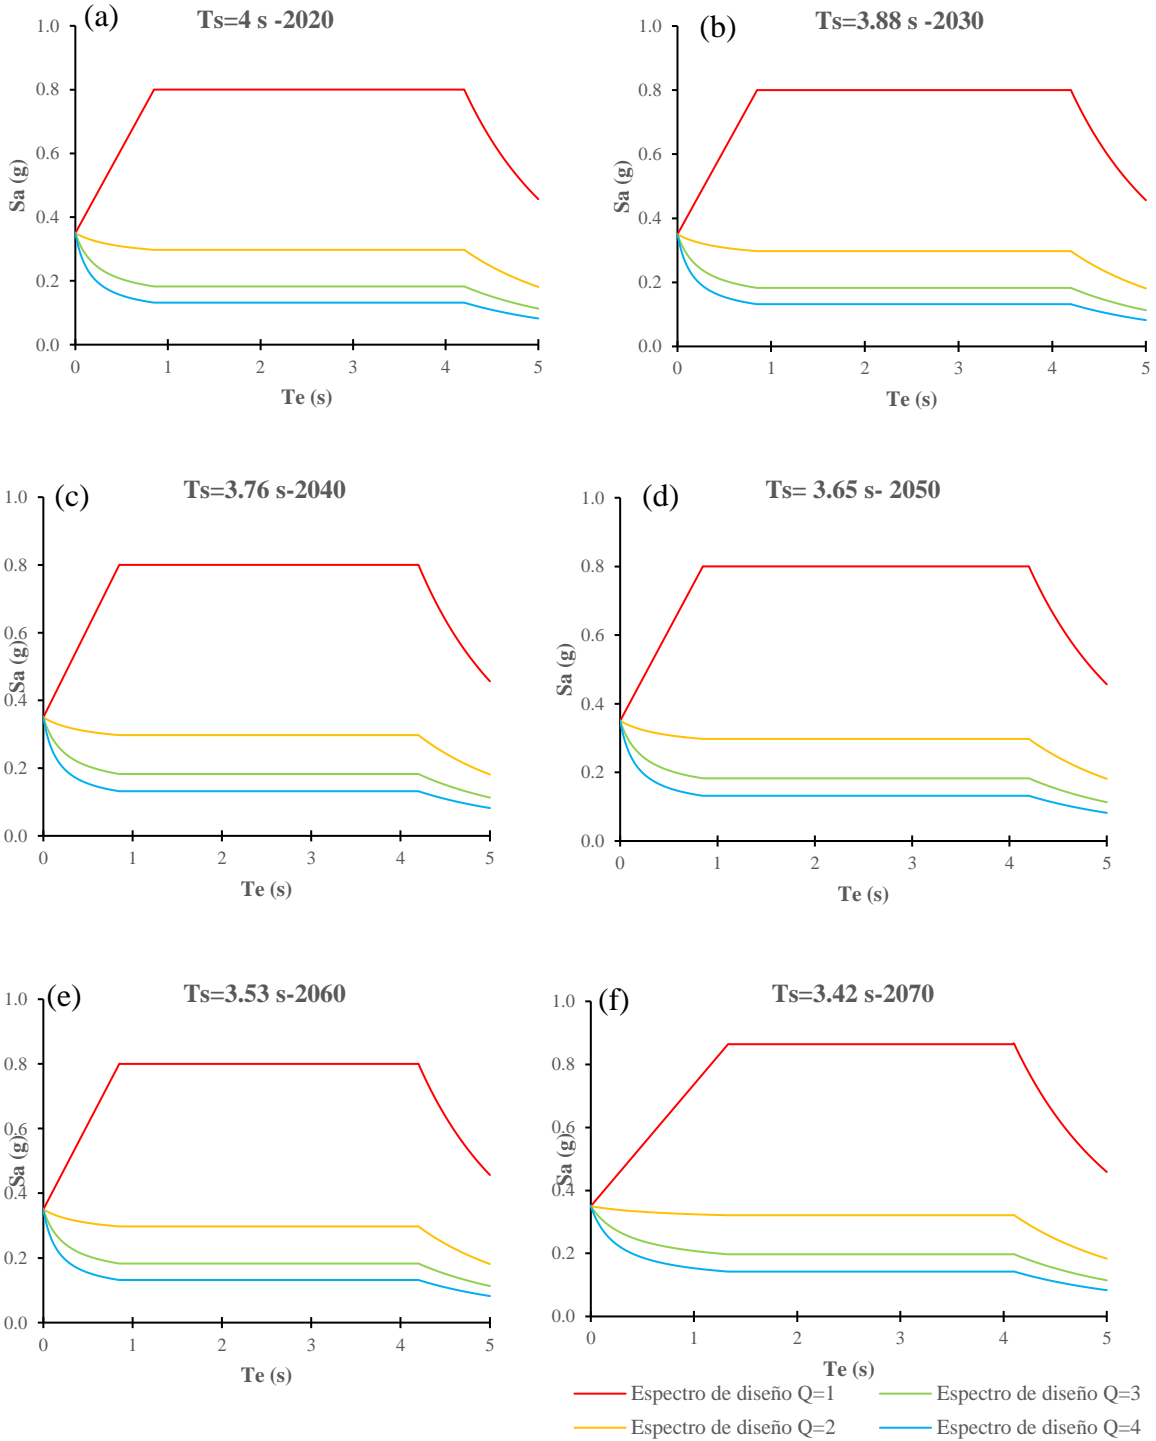 (a)
Ts=4 s -2020
1.0
0.8
0.6
0.4
0.2
0.0
Sa (g)
0 1 2 3 4 5
Te (s)
(b)
Ts=3.88 s -2030
1.0
0.8
0.6
0.4
0.2
0.0
Sa (g)
0 1 2 3 4 5
Te (s)
(c)
Ts=3.76 s-2040
1.0
0.8
0.6
0.4
0.2
0.0
Sa (g)
0 1 2 3 4 5
Te (s)
(d)
Ts= 3.65 s- 2050
1.0
0.8
0.6
0.4
0.2
0.0
Sa (g)
0 1 2 3 4 5
Te (s)
(e)
Ts=3.53 s-2060
1.0
0.8
0.6
0.4
0.2
0.0
Sa (g)
0 1 2 3 4 5
Te (s)
(f)
Ts=3.42 s-2070
1.0
0.8
0.6
0.4
0.2
0.0
Sa (g)
0 1 2 3 4 5
Te (s)
Espectro de diseño Q=1
Espectro de diseño Q=3
Espectro de diseño Q=2
Espectro de diseño Q=4